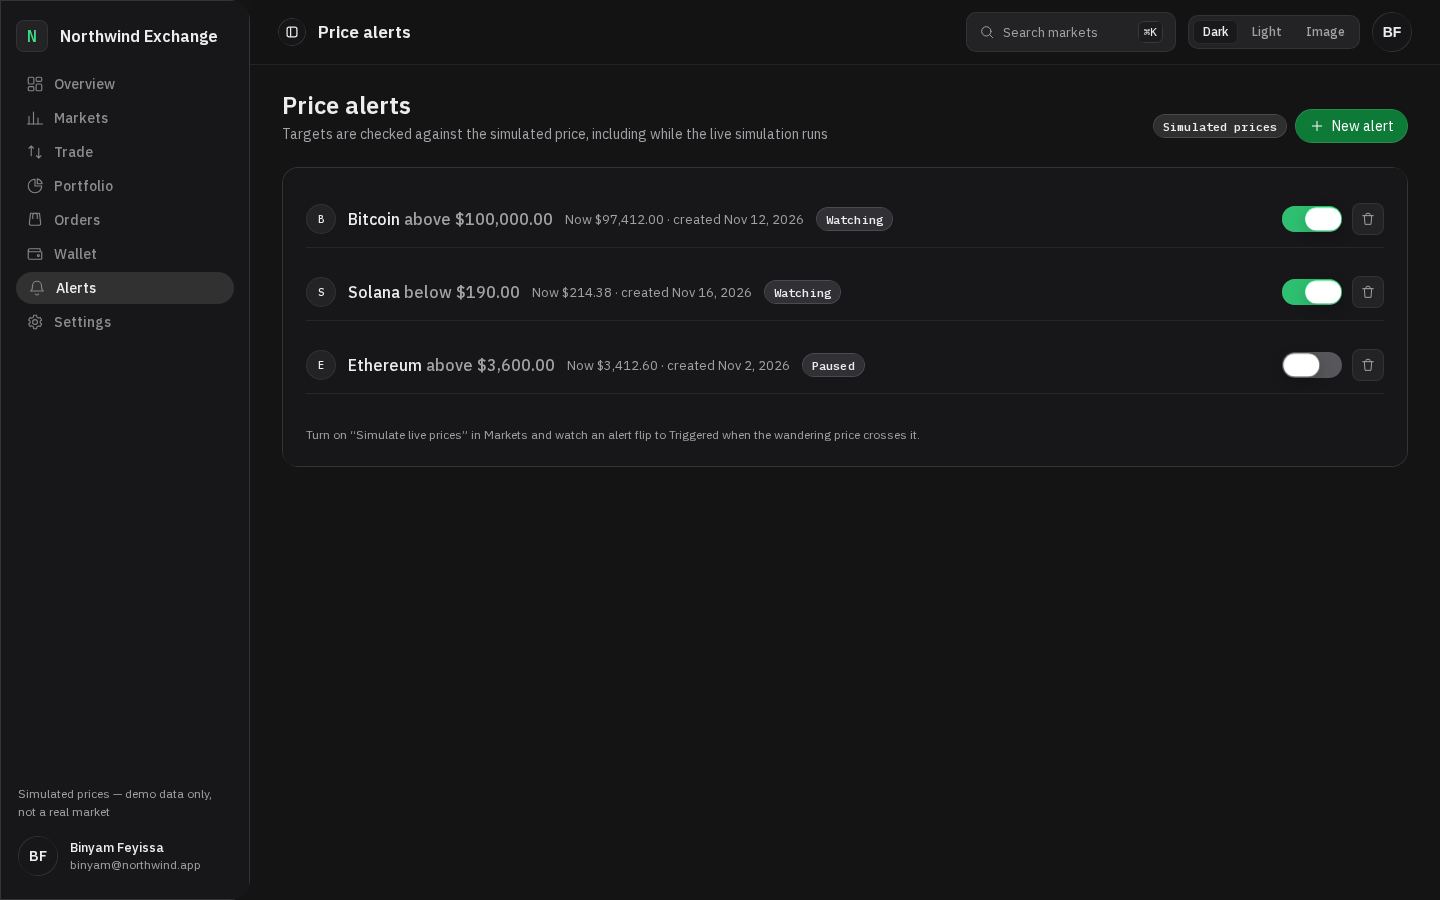 N Northwind Exchange
Overview
Markets
Trade
Portfolio
Orders
Wallet
Alerts
Settings
Simulated prices — demo data only,
not a real market
BF
Binyam Feyissa
binyam@northwind.app
Price alerts
Search markets ⌘K
Dark Light Image
BF
Price alerts
Targets are checked against the simulated price, including while the live simulation runs
Simulated prices
New alert
B Bitcoin above $100,000.00 Now $97,412.00 · created Nov 12, 2026 Watching
S Solana below $190.00 Now $214.38 · created Nov 16, 2026 Watching
E Ethereum above $3,600.00 Now $3,412.60 · created Nov 2, 2026 Paused
Turn on “Simulate live prices” in Markets and watch an alert flip to Triggered when the wandering price crosses it.